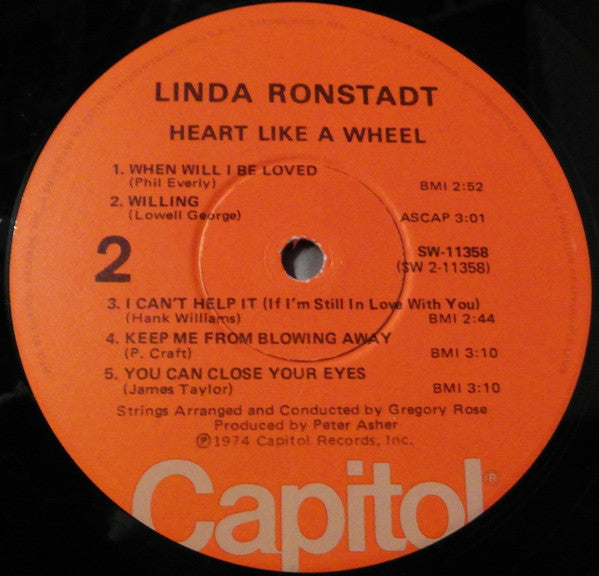 LINDA RONSTADT
HEART LIKE A WHEEL
1. WHEN WILL I BE LOVED
(Phil Everly) BMI 2:52
2. WILLING
(Lowell George) ASCAP 3:01
2
SW-11358
(SW 2-11358)
3. I CAN'T HELP IT (If I'm Still In Love With You)
(Hank Williams) BMI 2:44
4. KEEP ME FROM BLOWING AWAY
(P. Craft) BMI 3:10
5. YOU CAN CLOSE YOUR EYES
(James Taylor) BMI 3:10
Strings Arranged and Conducted by Gregory Rose
Produced by Peter Asher
℗1974 Capitol Records, Inc.
Capitol®